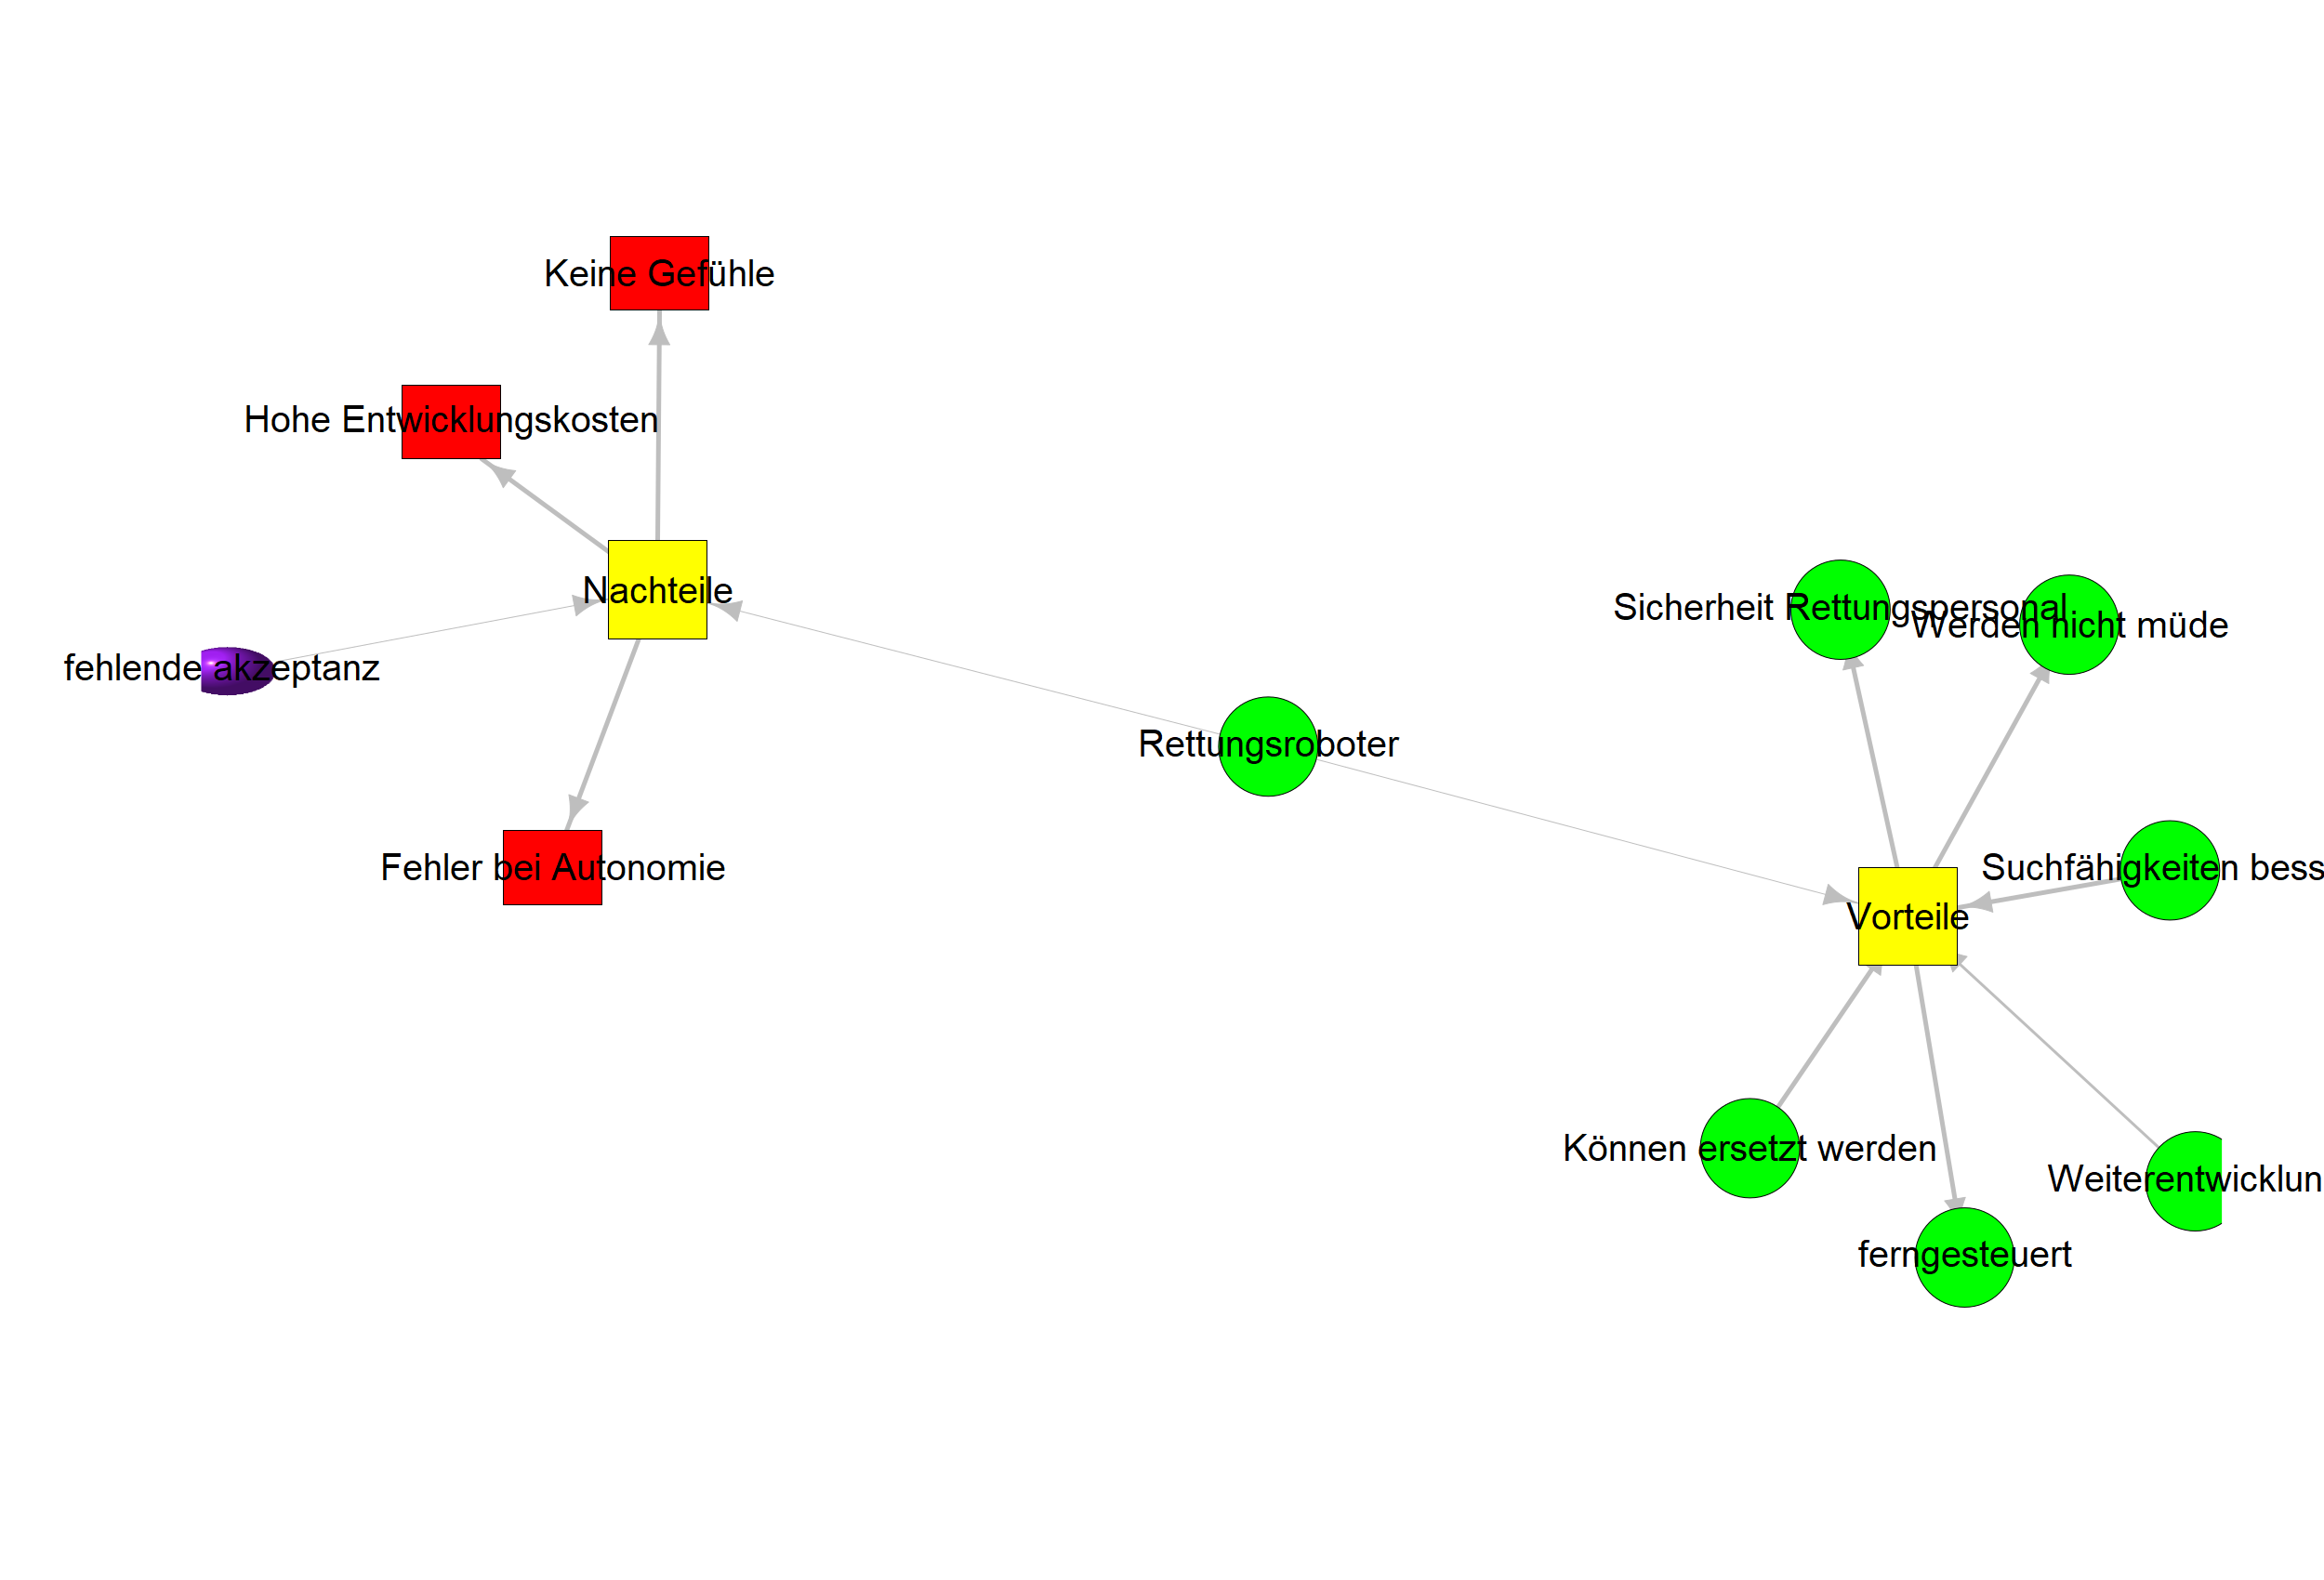 Keine Gefühle
Hohe Entwicklungskosten
Nachteile
fehlende akzeptanz
Fehler bei Autonomie
Rettungsroboter
Sicherheit Rettungspersonal
Werden nicht müde
Suchfähigkeiten bess
Vorteile
Können ersetzt werden
Weiterentwicklun
ferngesteuert